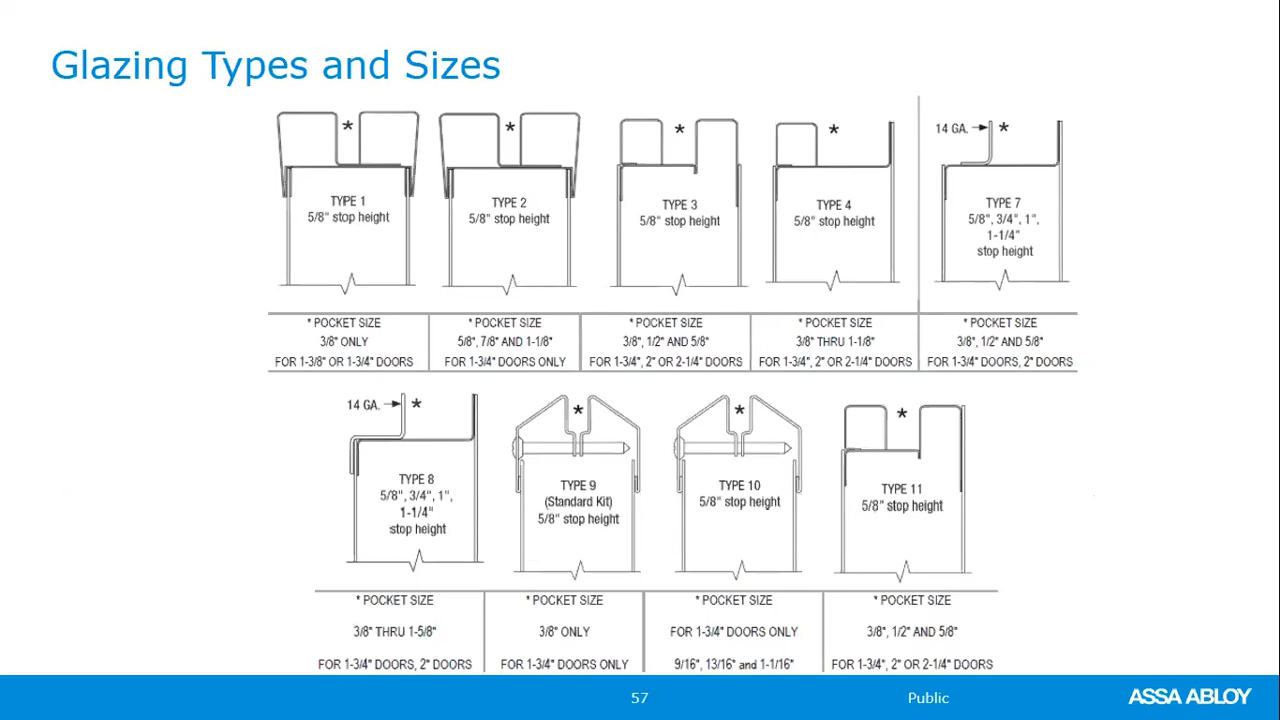 Glazing Types and Sizes
*
TYPE 1
5/8" stop height
*
TYPE 2
5/8" stop height
*
TYPE 3
5/8" stop height
*
TYPE 4
5/8" stop height
14 GA.
*
TYPE 7
5/8", 3/4", 1",
1-1/4"
stop height
* POCKET SIZE
3/8" ONLY
FOR 1-3/8" OR 1-3/4" DOORS
* POCKET SIZE
5/8", 7/8" AND 1-1/8"
FOR 1-3/4" DOORS ONLY
* POCKET SIZE
3/8", 1/2" AND 5/8"
FOR 1-3/4", 2" OR 2-1/4" DOORS
* POCKET SIZE
3/8" THRU 1-1/8"
FOR 1-3/4", 2" OR 2-1/4" DOORS
* POCKET SIZE
3/8", 1/2" AND 5/8"
FOR 1-3/4" DOORS, 2" DOORS
14 GA.
*
TYPE 8
5/8", 3/4", 1",
1-1/4"
stop height
*
TYPE 9
(Standard Kit)
5/8" stop height
*
TYPE 10
5/8" stop height
*
TYPE 11
5/8" stop height
* POCKET SIZE
3/8" THRU 1-5/8"
FOR 1-3/4" DOORS, 2" DOORS
* POCKET SIZE
3/8" ONLY
FOR 1-3/4" DOORS ONLY
* POCKET SIZE
FOR 1-3/4" DOORS ONLY
9/16", 13/16" and 1-1/16"
* POCKET SIZE
3/8", 1/2" AND 5/8"
FOR 1-3/4", 2" OR 2-1/4" DOORS
57
Public
ASSA ABLOY